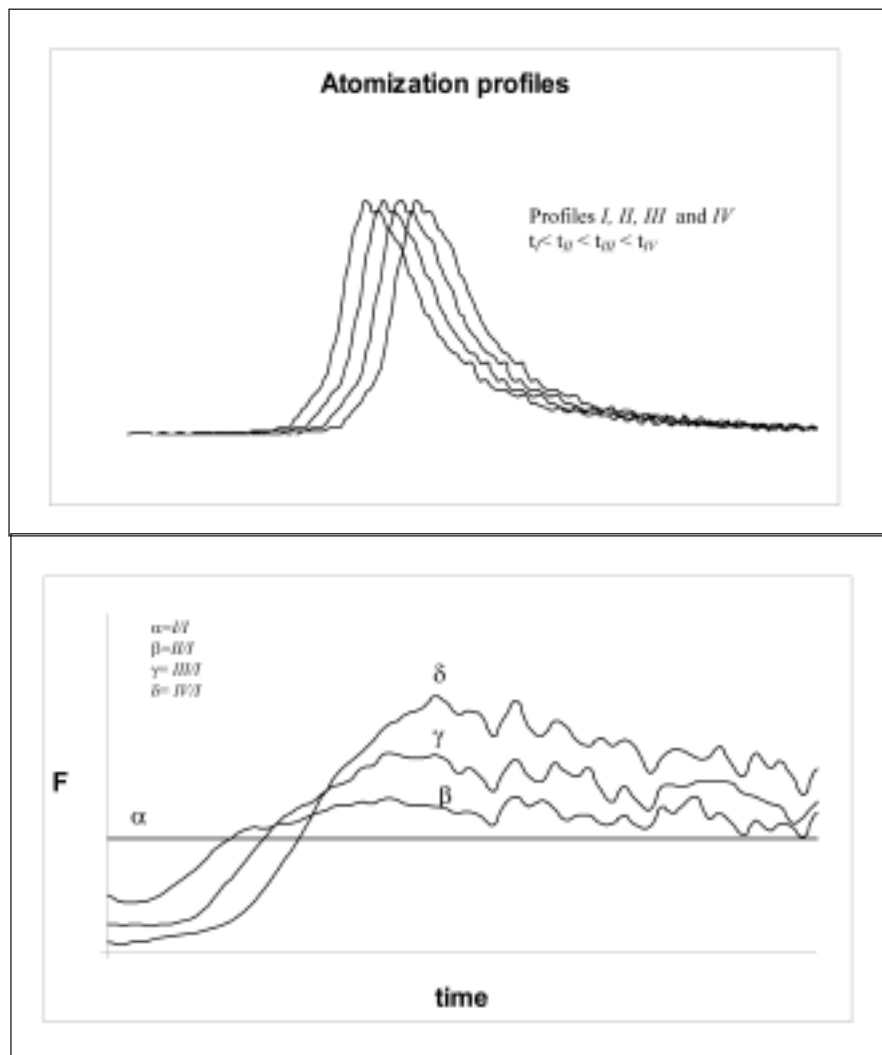 Atomization profiles
Profiles I, II, III and IV
tI< tII < tIII < tIV
α=I/I
β=II/I
γ= III/I
δ= IV/I
δ
γ
F
β
α
time